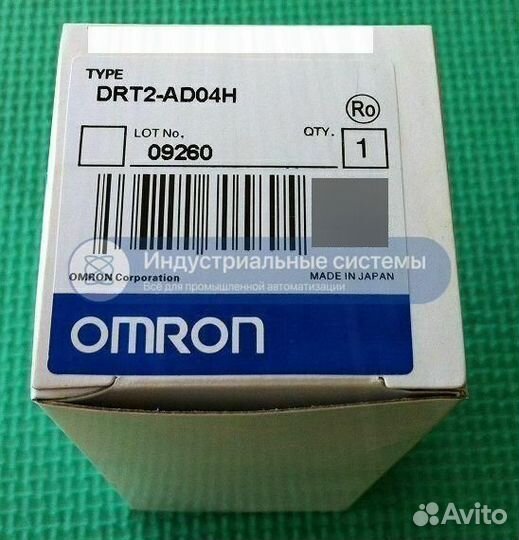 TYPE
DRT2-AD04H
Ro
LOT No.
QTY.
09260
1
Индустриальные системы
Всё для промышленной автоматизации
OMRON Corporation
MADE IN JAPAN
OMRON
Avito